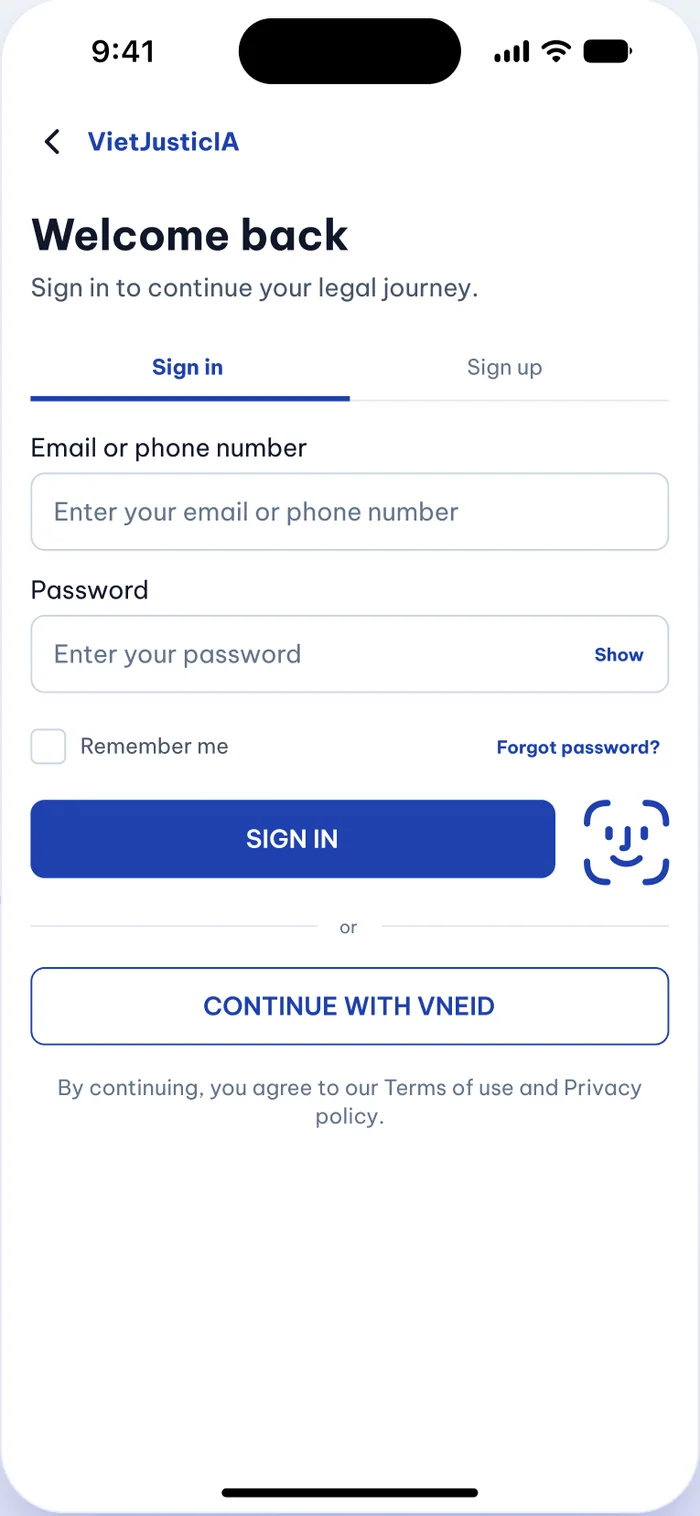 9:41
VietJusticIA
Welcome back
Sign in to continue your legal journey.
Sign in
Sign up
Email or phone number
Enter your email or phone number
Password
Enter your password
Show
Remember me
Forgot password?
SIGN IN
or
CONTINUE WITH VNEID
By continuing, you agree to our Terms of use and Privacy
policy.